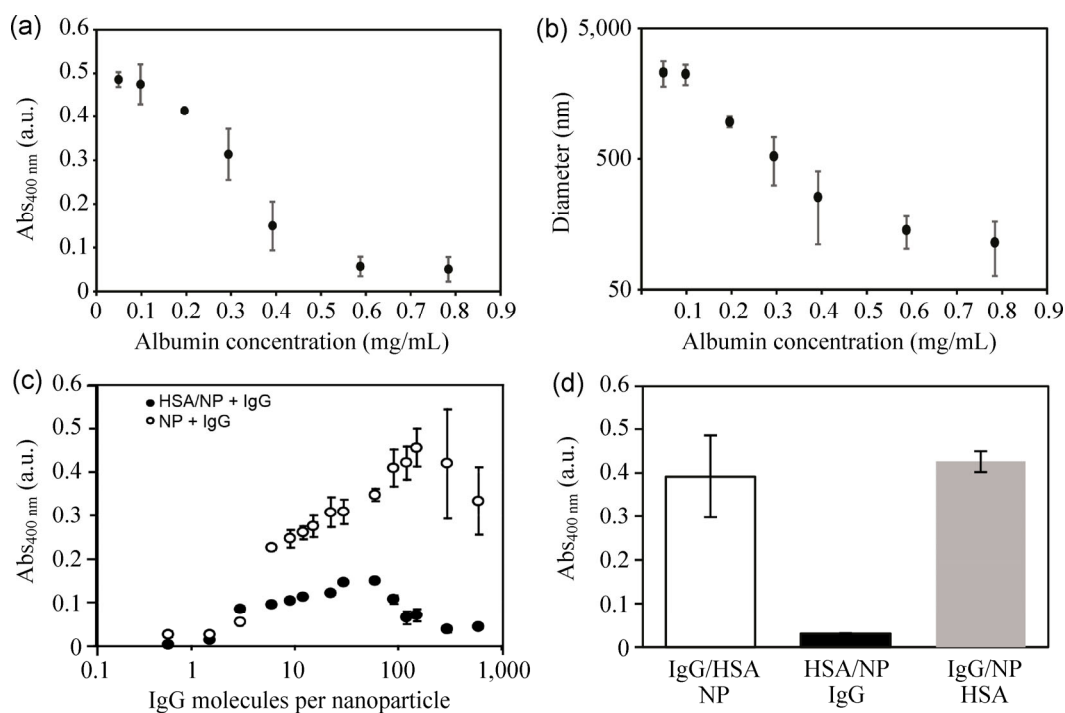 (a)
0.6
0.5
0.4
0.3
0.2
0.1
0
Abs400 nm (a.u.)
0 0.1 0.2 0.3 0.4 0.5 0.6 0.7 0.8 0.9
Albumin concentration (mg/mL)
(b)
5,000
500
50
Diameter (nm)
0.1 0.2 0.3 0.4 0.5 0.6 0.7 0.8 0.9
Albumin concentration (mg/mL)
(c)
0.6
0.5
0.4
0.3
0.2
0.1
0
Abs400 nm (a.u.)
HSA/NP + IgG
NP + IgG
0.1 1 10 100 1,000
IgG molecules per nanoparticle
(d)
0.6
0.5
0.4
0.3
0.2
0.1
0
Abs400 nm (a.u.)
IgG/HSA HSA/NP IgG/NP
NP IgG HSA